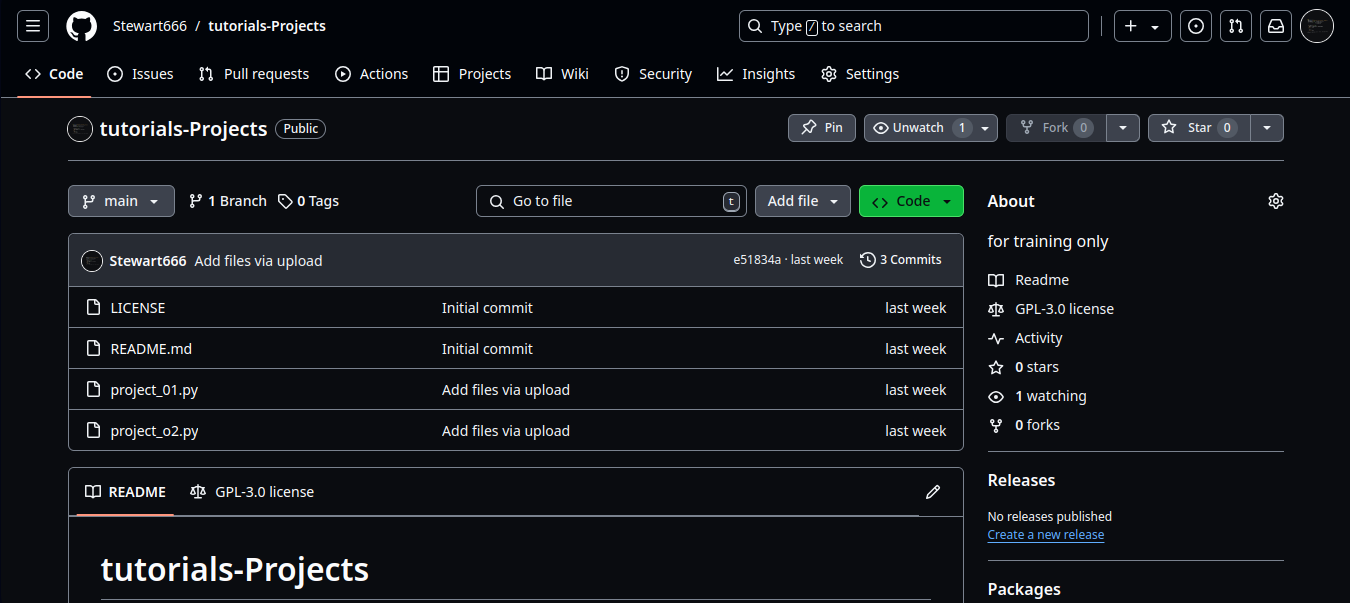 Stewart666 / tutorials-Projects Type / to search
Code Issues Pull requests Actions Projects Wiki Security Insights Settings
tutorials-Projects Public Pin Unwatch 1 Fork 0 Star 0
main 1 Branch 0 Tags Go to file t Add file Code
Stewart666 Add files via upload e51834a · last week 3 Commits
LICENSE Initial commit last week
README.md Initial commit last week
project_01.py Add files via upload last week
project_o2.py Add files via upload last week
README GPL-3.0 license
tutorials-Projects
About
for training only
Readme
GPL-3.0 license
Activity
0 stars
1 watching
0 forks
Releases
No releases published
Create a new release
Packages